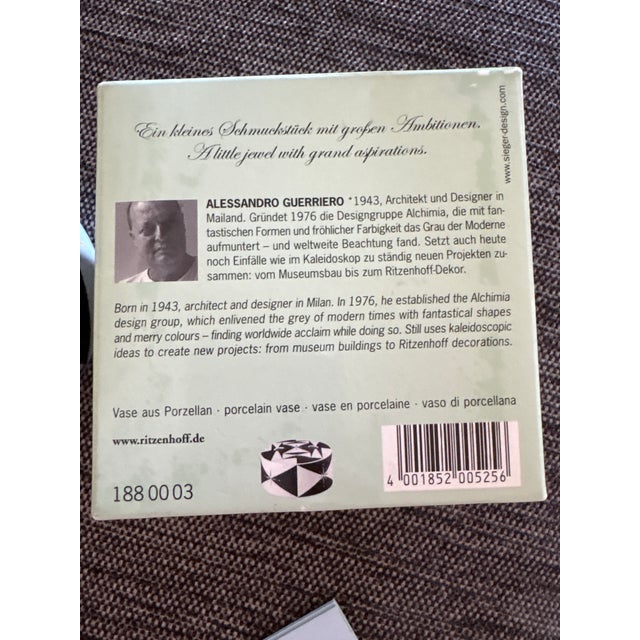 Ein kleines Schmuckstück mit großen Ambitionen.
A little jewel with grand aspirations.
www.sieger-design.com
ALESSANDRO GUERRIERO *1943, Architekt und Designer in
Mailand. Gründet 1976 die Designgruppe Alchimia, die mit fan-
tastischen Formen und fröhlicher Farbigkeit das Grau der Moderne
aufmuntert – und weltweite Beachtung fand. Setzt auch heute
noch Einfälle wie im Kaleidoskop zu ständig neuen Projekten zu-
sammen: vom Museumsbau bis zum Ritzenhoff-Dekor.
Born in 1943, architect and designer in Milan. In 1976, he established the Alchimia
design group, which enlivened the grey of modern times with fantastical shapes
and merry colours – finding worldwide acclaim while doing so. Still uses kaleidoscopic
ideas to create new projects: from museum buildings to Ritzenhoff decorations.
Vase aus Porzellan · porcelain vase · vase en porcelaine · vaso di porcellana
www.ritzenhoff.de
188 00 03
4 001852 005256